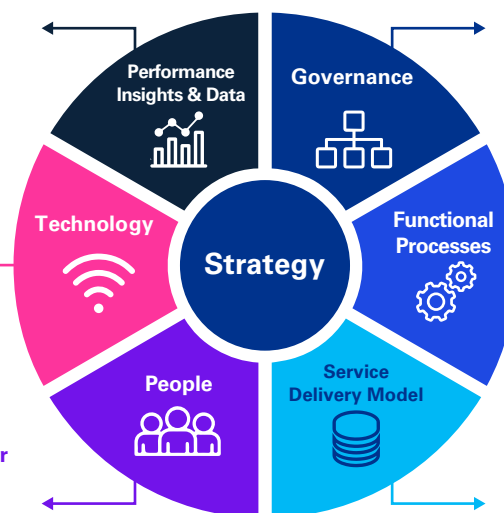 Performance
Insights & Data
Governance
Technology
Functional
Processes
Strategy
People
Service
Delivery Model
r